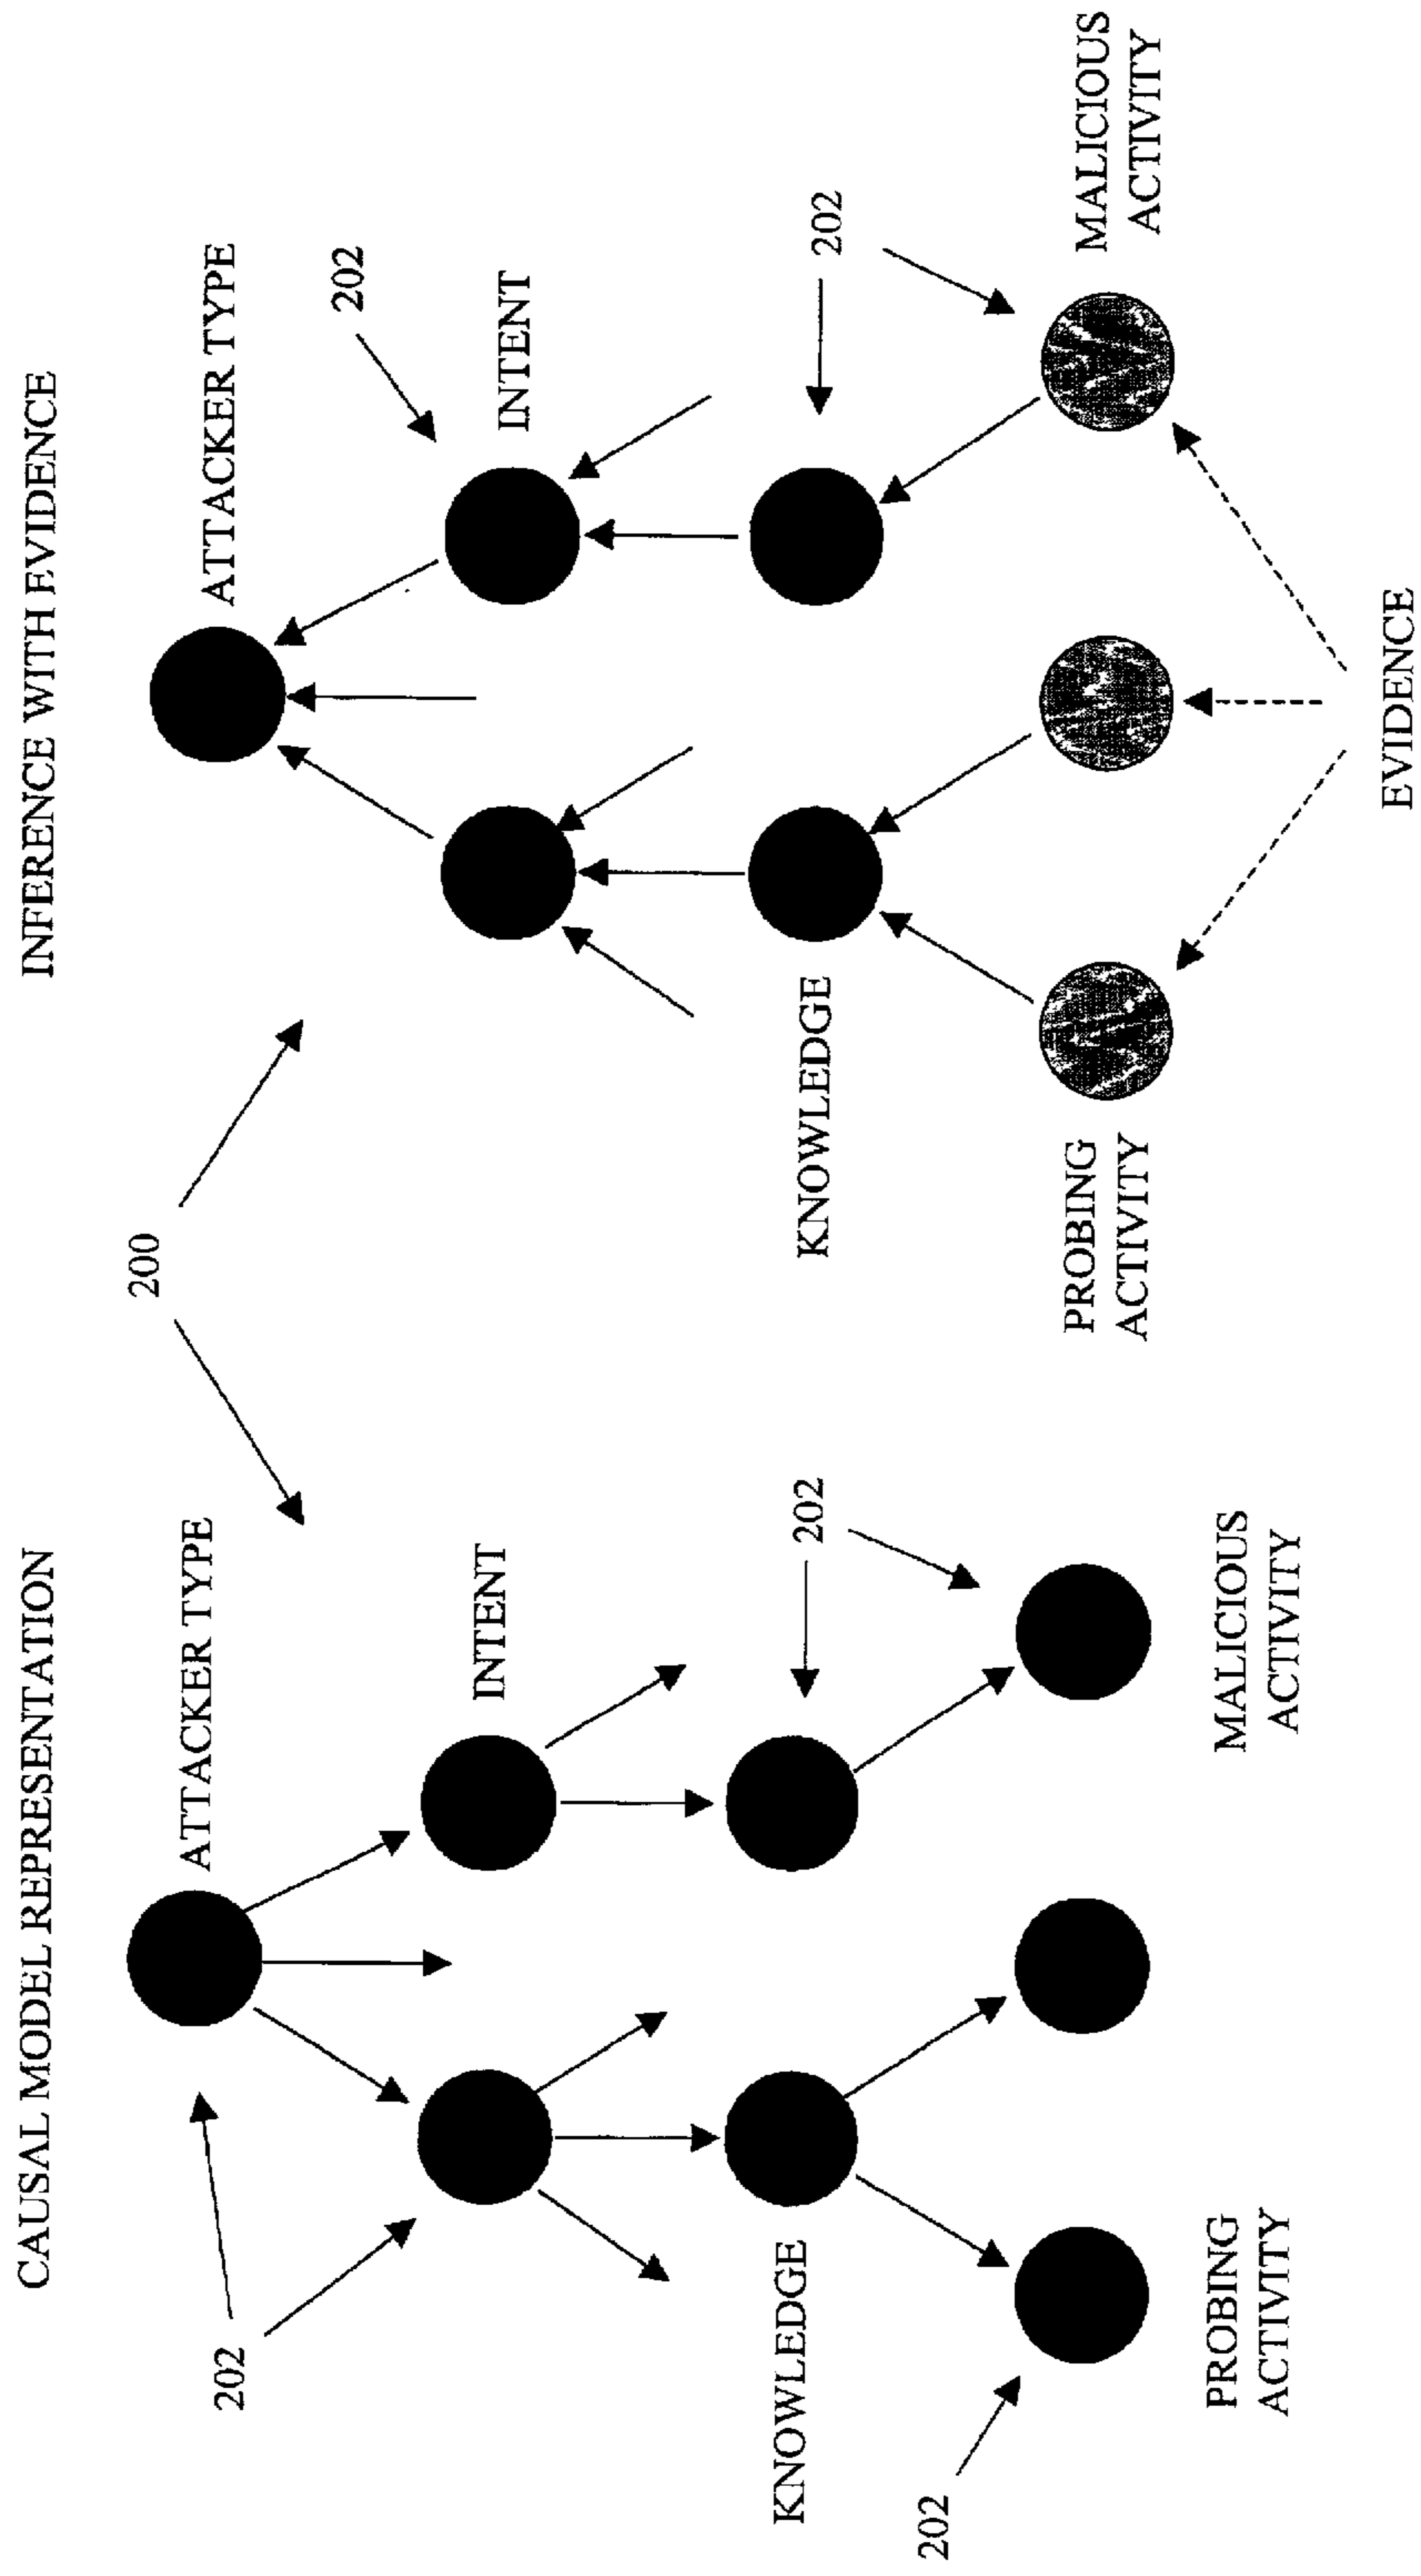 CAUSAL MODEL REPRESENTATION
ATTACKER TYPE
202
INTENT
KNOWLEDGE
202
202
PROBING
ACTIVITY
MALICIOUS
ACTIVITY
200
INFERENCE WITH EVIDENCE
ATTACKER TYPE
202
INTENT
KNOWLEDGE
202
PROBING
ACTIVITY
MALICIOUS
ACTIVITY
EVIDENCE